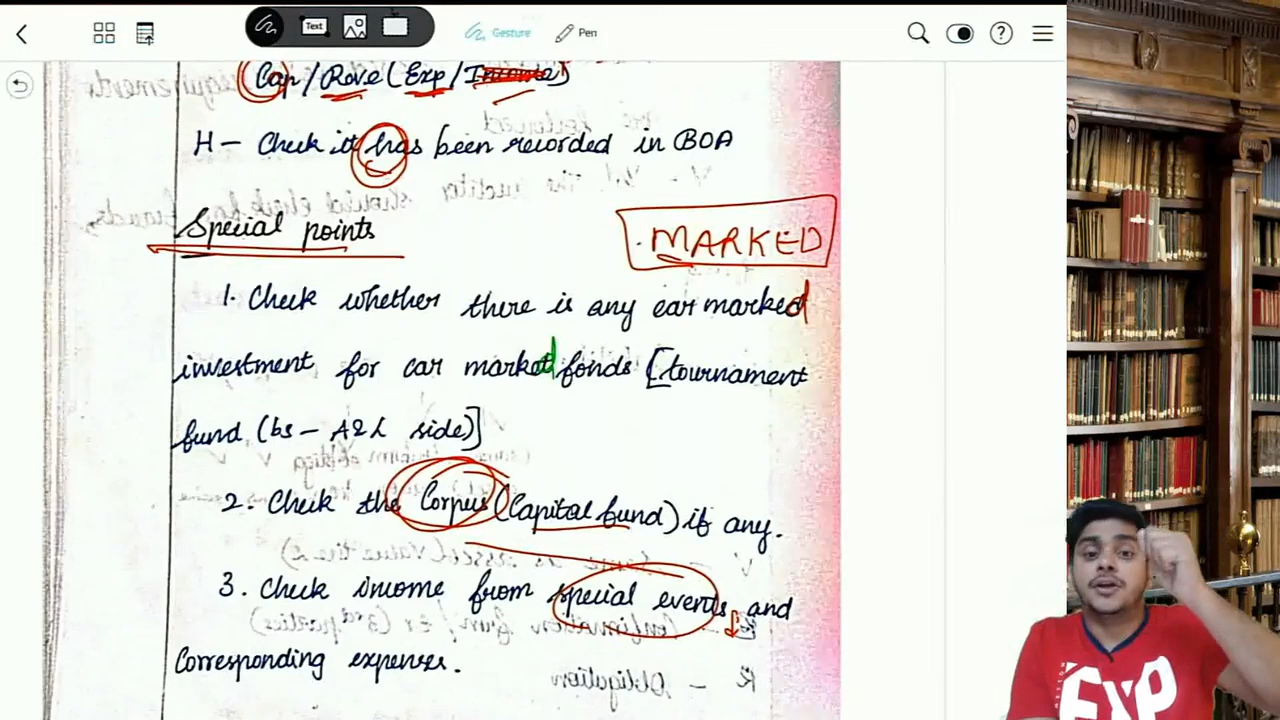 Text
Gesture
Pen
Cap/Reve (Exp/Income)
H - Check it has been recorded in BOA
Special points
MARKED
1. Check whether there is any ear marked
investment for ear marked fonds [tournament
fund (bs - A&L side)]
2. Check the Corpus (Capital fund) if any.
3. Check Income from special events and
Corresponding expenses.
EXP